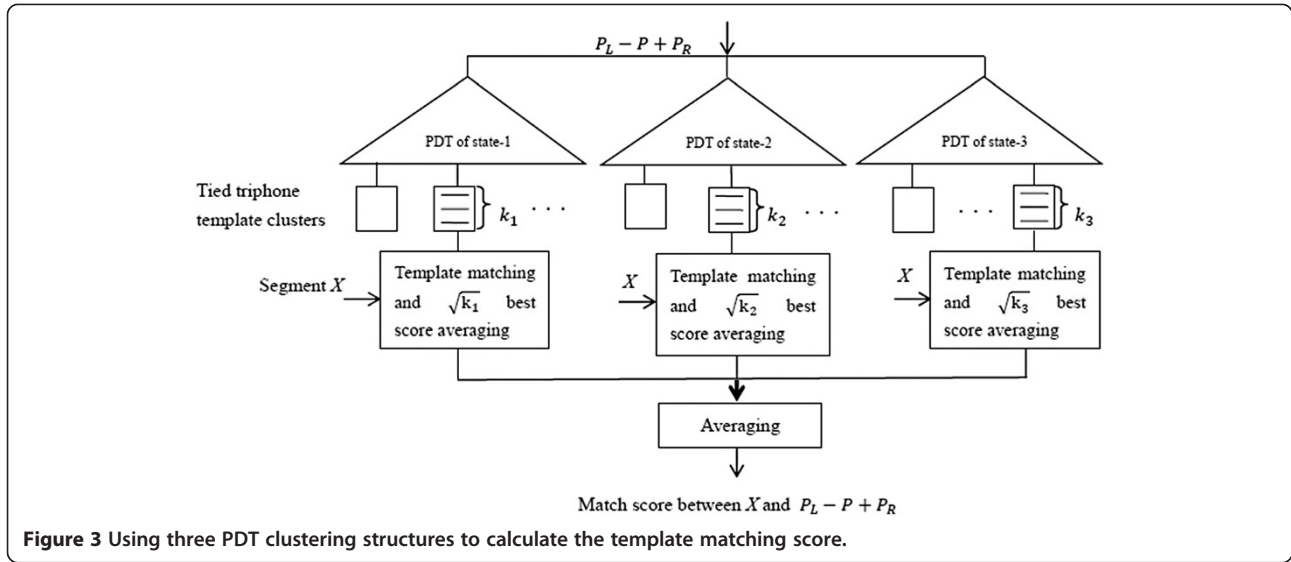 P_L − P + P_R
PDT of state-1
PDT of state-2
PDT of state-3
Tied triphone
template clusters
k_1 · · ·
k_2 · · ·
· · · k_3
Segment X
Template matching
and √k_1 best
score averaging
X
Template matching
and √k_2 best
score averaging
X
Template matching
and √k_3 best
score averaging
Averaging
Match score between X and P_L − P + P_R
Figure 3 Using three PDT clustering structures to calculate the template matching score.